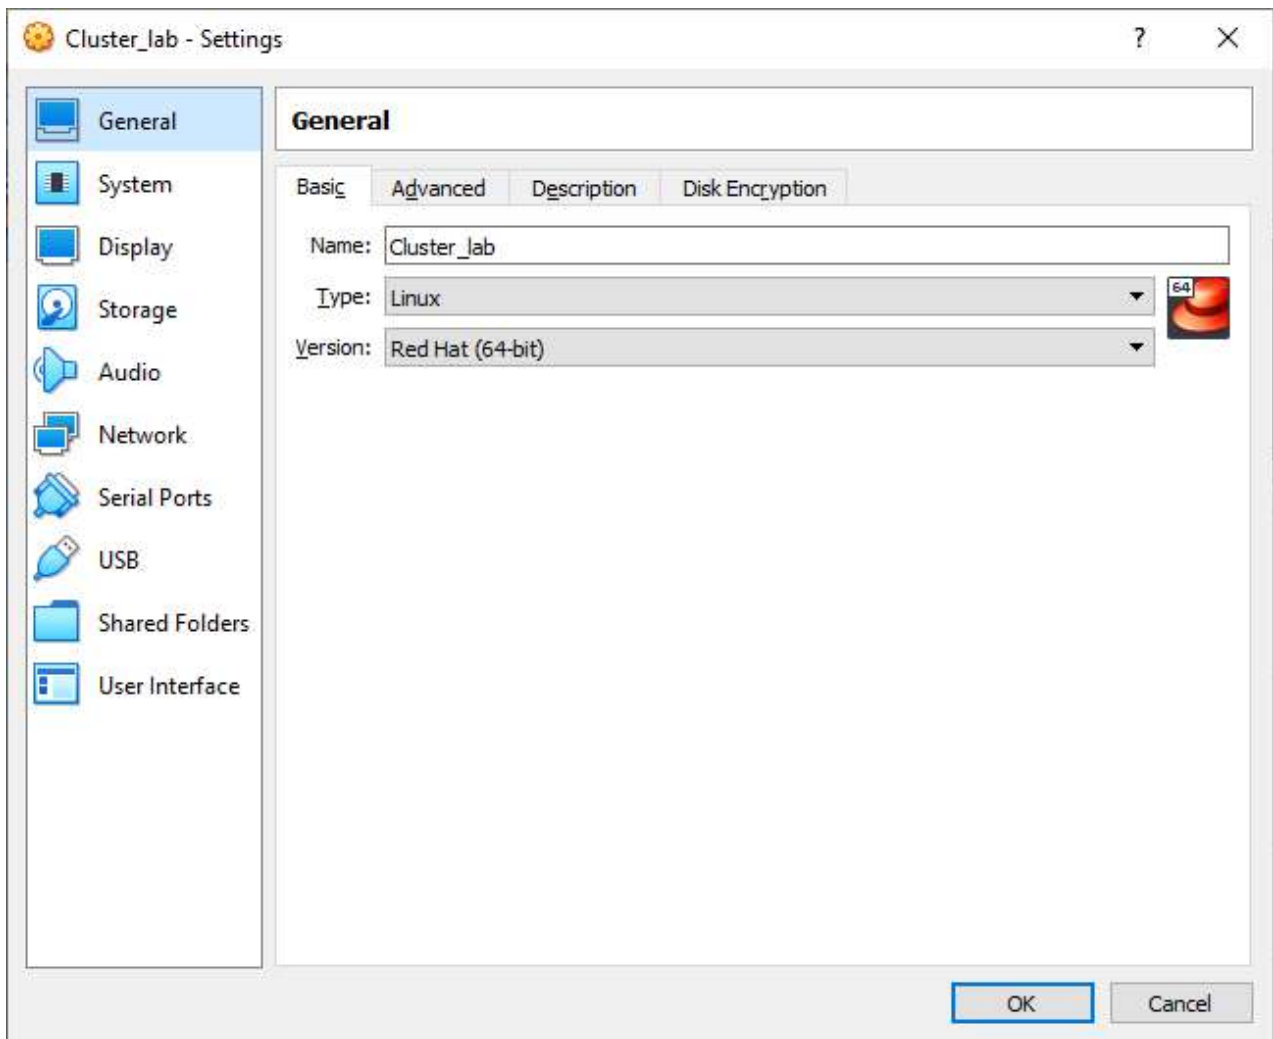 Cluster_lab - Settings
?
General
System
Display
Storage
Audio
Network
Serial Ports
USB
Shared Folders
User Interface
General
Basic
Advanced
Description
Disk Encryption
Name: Cluster_lab
Type: Linux
64
Version: Red Hat (64-bit)
OK
Cancel